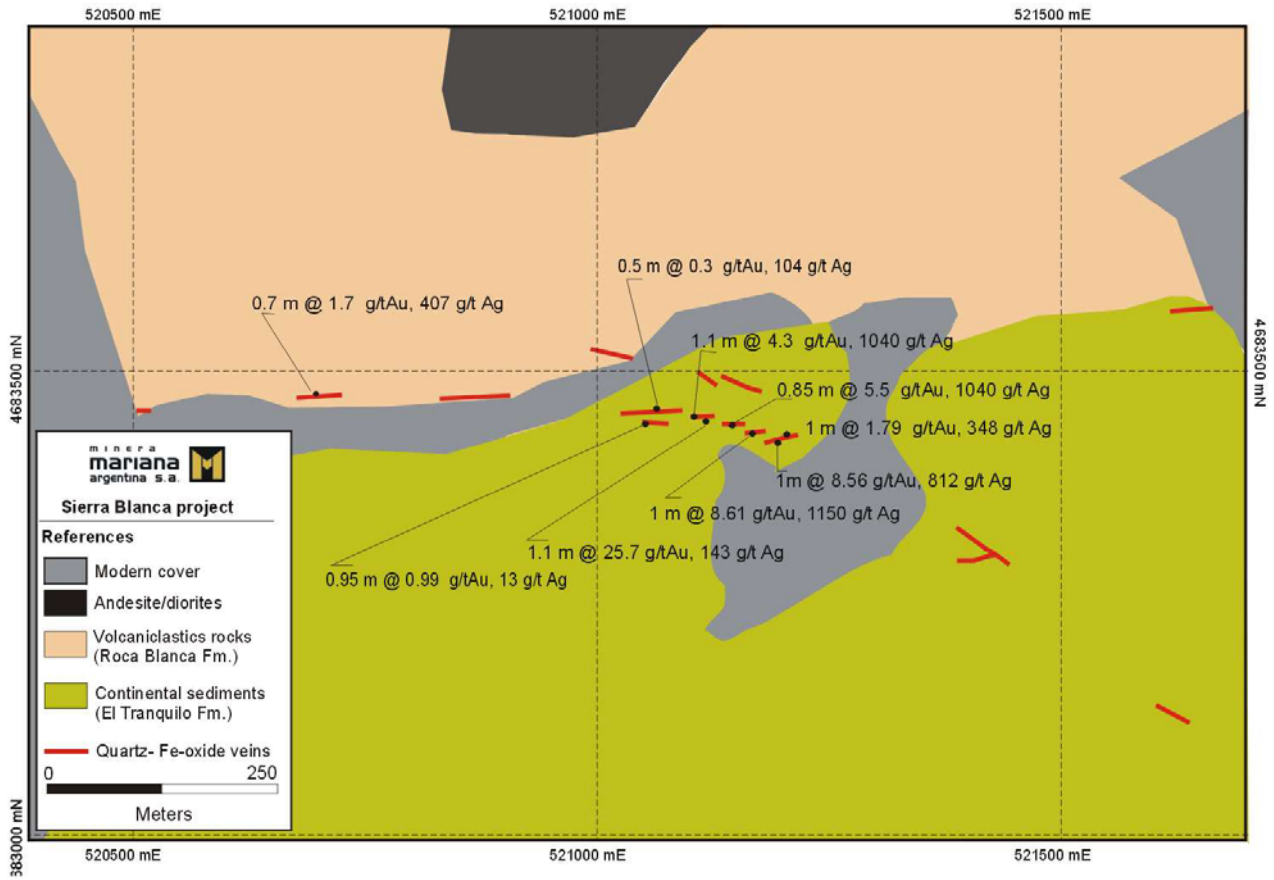 520500 mE
521000 mE
521500 mE
0.5 m @ 0.3 g/tAu, 104 g/t Ag
0.7 m @ 1.7 g/tAu, 407 g/t Ag
1.1 m @ 4.3 g/tAu, 1040 g/t Ag
4683500 mN
4683500 mN
0.85 m @ 5.5 g/tAu, 1040 g/t Ag
1 m @ 1.79 g/tAu, 348 g/t Ag
1m @ 8.56 g/tAu, 812 g/t Ag
1 m @ 8.61 g/tAu, 1150 g/t Ag
1.1 m @ 25.7 g/tAu, 143 g/t Ag
0.95 m @ 0.99 g/tAu, 13 g/t Ag
minera
mariana
argentina s.a.
Sierra Blanca project
References
Modern cover
Andesite/diorites
Volcaniclastics rocks
(Roca Blanca Fm.)
Continental sediments
(El Tranquilo Fm.)
Quartz- Fe-oxide veins
0 250
Meters
383000 mN
520500 mE
521000 mE
521500 mE